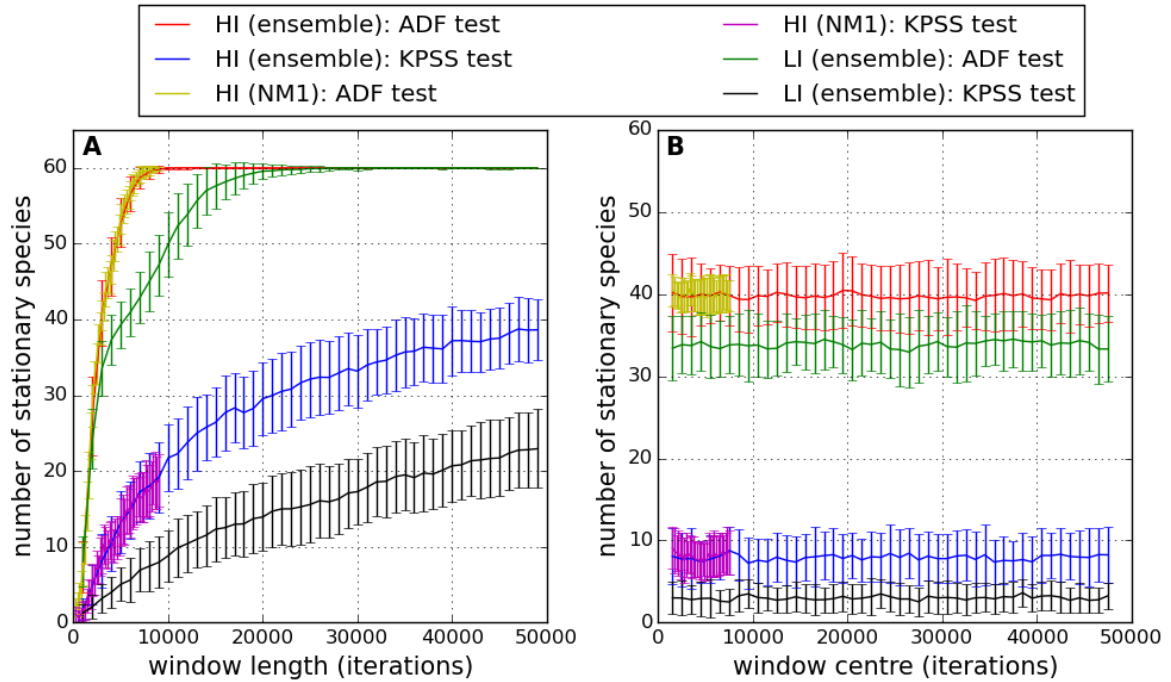 HI (ensemble): ADF test
HI (ensemble): KPSS test
HI (NM1): ADF test
HI (NM1): KPSS test
LI (ensemble): ADF test
LI (ensemble): KPSS test
A
number of stationary species
60
50
40
30
20
10
0
0 10000 20000 30000 40000 50000
window length (iterations)
B
number of stationary species
60
50
40
30
20
10
0
0 10000 20000 30000 40000 50000
window centre (iterations)